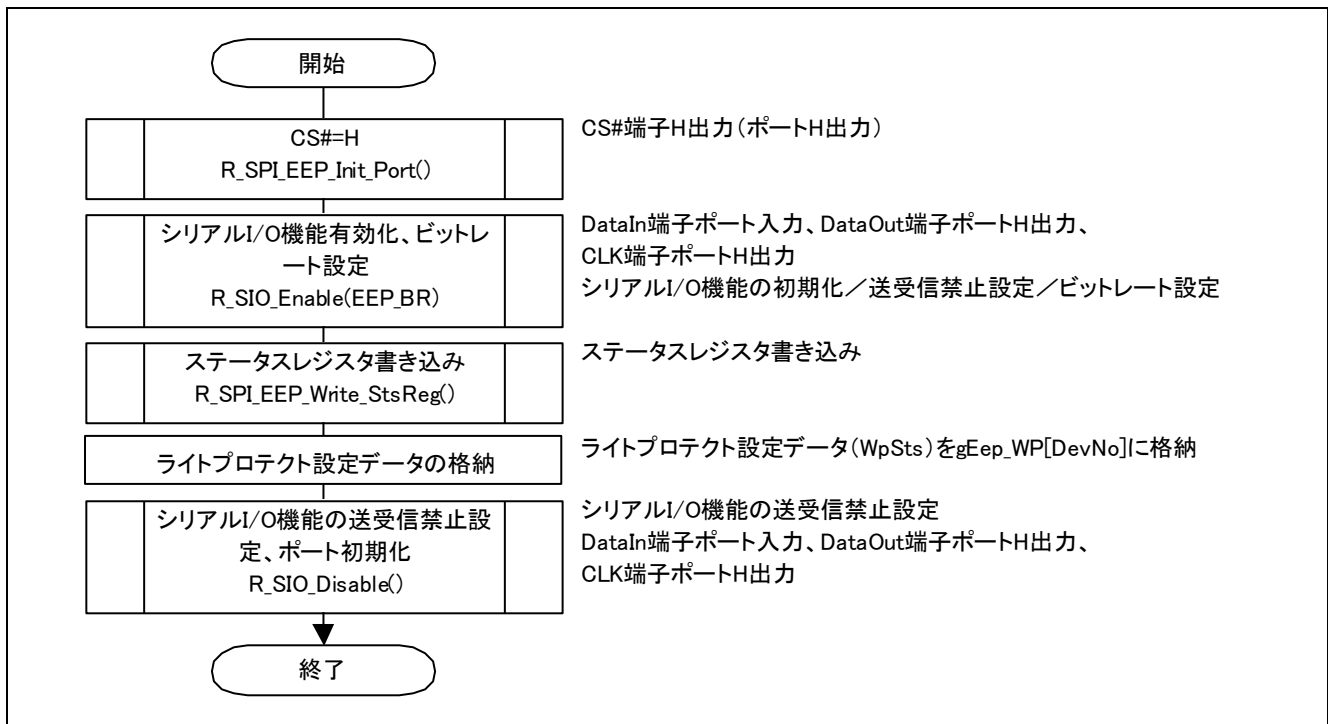 開始
CS#=H
R_SPI_EEP_Init_Port()
CS#端子H出力（ポートH出力）
シリアルI/O機能有効化、ビットレ
ート設定
R_SIO_Enable(EEP_BR)
DataIn端子ポート入力、DataOut端子ポートH出力、
CLK端子ポートH出力
シリアルI/O機能の初期化／送受信禁止設定／ビットレート設定
ステータスレジスタ書き込み
R_SPI_EEP_Write_StsReg()
ステータスレジスタ書き込み
ライトプロテクト設定データの格納
ライトプロテクト設定データ（WpSts）をgEep_WP[DevNo]に格納
シリアルI/O機能の送受信禁止設
定、ポート初期化
R_SIO_Disable()
シリアルI/O機能の送受信禁止設定
DataIn端子ポート入力、DataOut端子ポートH出力、
CLK端子ポートH出力
終了